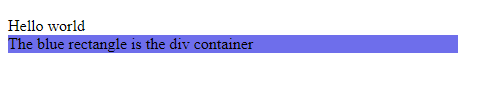 Hello world
The blue rectangle is the div container